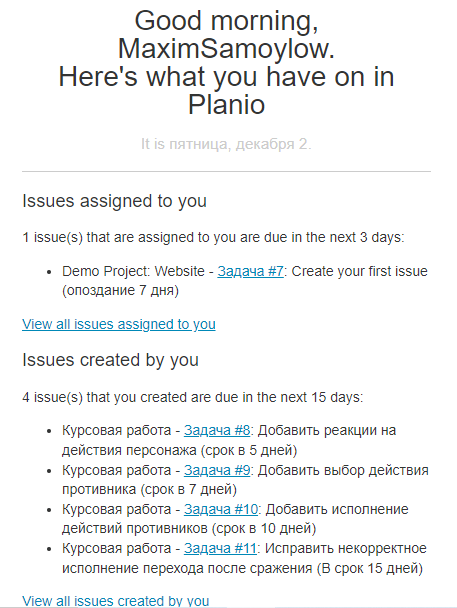 Good morning,
MaximSamoylow.
Here's what you have on in
Planio
It is пятница, декабря 2.
Issues assigned to you
1 issue(s) that are assigned to you are due in the next 3 days:
• Demo Project: Website - Задача #7: Create your first issue
(опоздание 7 дня)
View all issues assigned to you
Issues created by you
4 issue(s) that you created are due in the next 15 days:
• Курсовая работа - Задача #8: Добавить реакции на
действия персонажа (срок в 5 дней)
• Курсовая работа - Задача #9: Добавить выбор действия
противника (срок в 7 дней)
• Курсовая работа - Задача #10: Добавить исполнение
действий противников (срок в 10 дней)
• Курсовая работа - Задача #11: Исправить некорректное
исполнение перехода после сражения (В срок 15 дней)
View all issues created by you